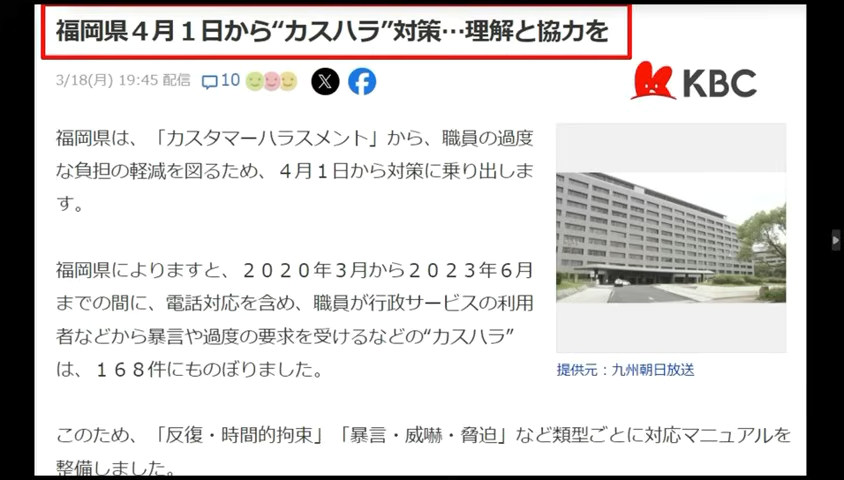 福岡県４月１日から“カスハラ”対策…理解と協力を
3/18(月) 19:45 配信
10
KBC
福岡県は、「カスタマーハラスメント」から、職員の過度
な負担の軽減を図るため、４月１日から対策に乗り出しま
す。
福岡県によりますと、２０２０年３月から２０２３年６月
までの間に、電話対応を含め、職員が行政サービスの利用
者などから暴言や過度の要求を受けるなどの“カスハラ”
は、１６８件にものぼりました。
提供元：九州朝日放送
このため、「反復・時間的拘束」「暴言・威嚇・脅迫」など類型ごとに対応マニュアルを
整備しました。